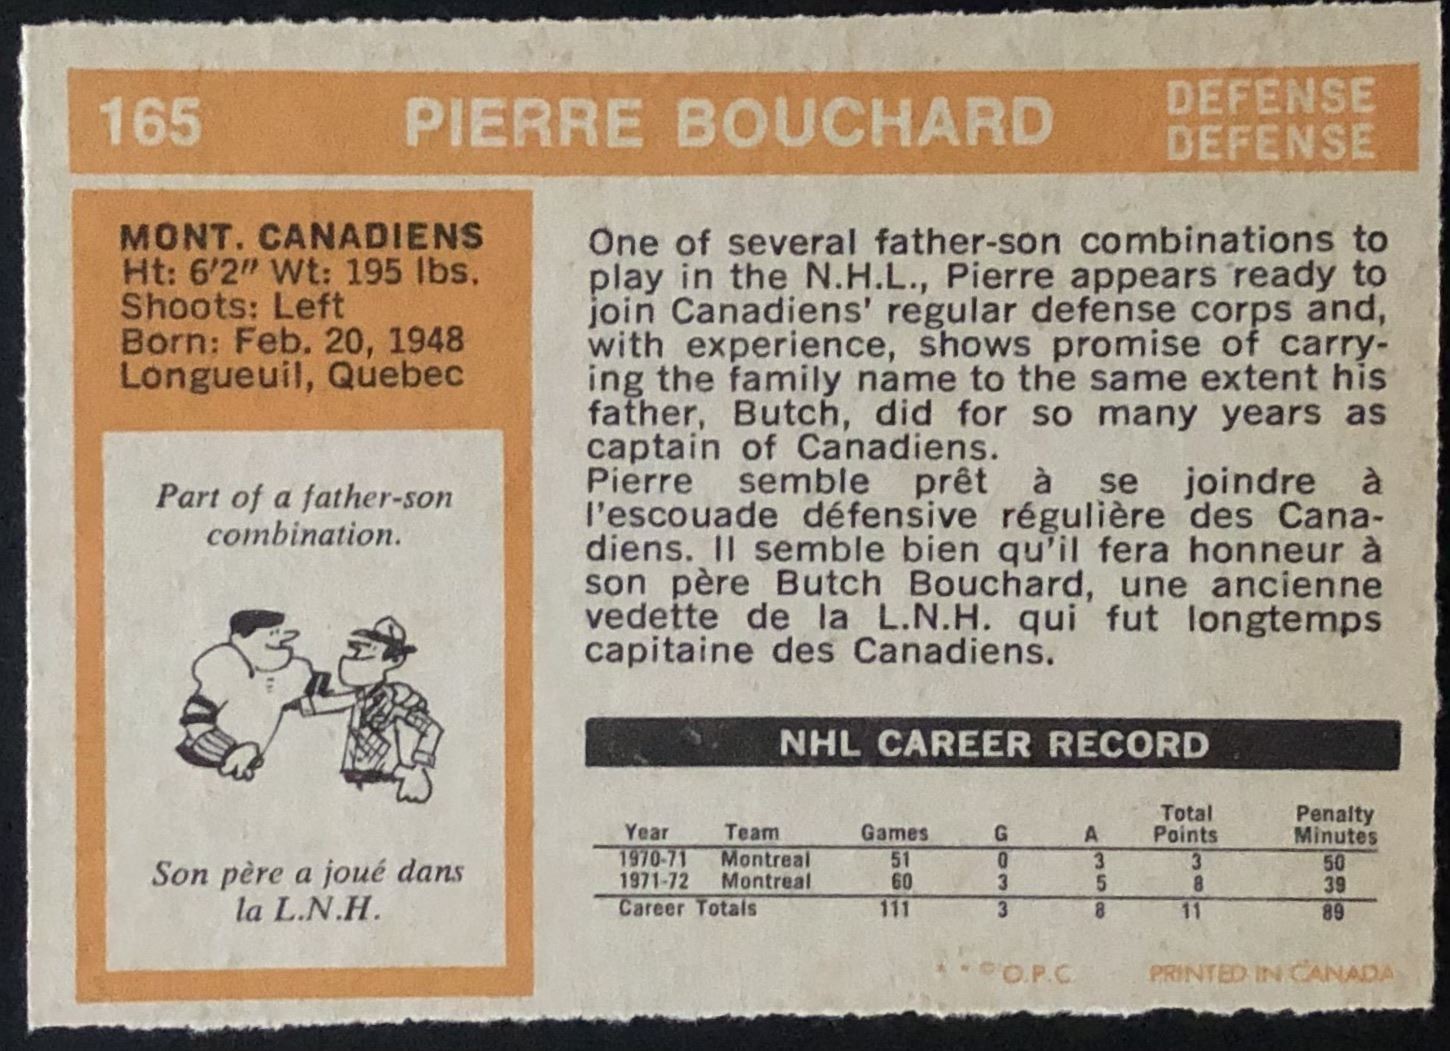 165 PIERRE BOUCHARD DEFENSE
DEFENSE
MONT. CANADIENS
Ht: 6'2" Wt: 195 lbs.
Shoots: Left
Born: Feb. 20, 1948
Longueuil, Quebec
Part of a father-son
combination.
Son père a joué dans
la L.N.H.
One of several father-son combinations to
play in the N.H.L., Pierre appears ready to
join Canadiens' regular defense corps and,
with experience, shows promise of carry-
ing the family name to the same extent his
father, Butch, did for so many years as
captain of Canadiens.
Pierre semble prêt à se joindre à
l'escouade défensive régulière des Cana-
diens. Il semble bien qu'il fera honneur à
son père Butch Bouchard, une ancienne
vedette de la L.N.H. qui fut longtemps
capitaine des Canadiens.
NHL CAREER RECORD
Year Team Games G A Total Points Penalty Minutes
1970-71 Montreal 51 0 3 3 50
1971-72 Montreal 60 3 5 8 39
Career Totals 111 3 8 11 89
* * © O.P.C. PRINTED IN CANADA